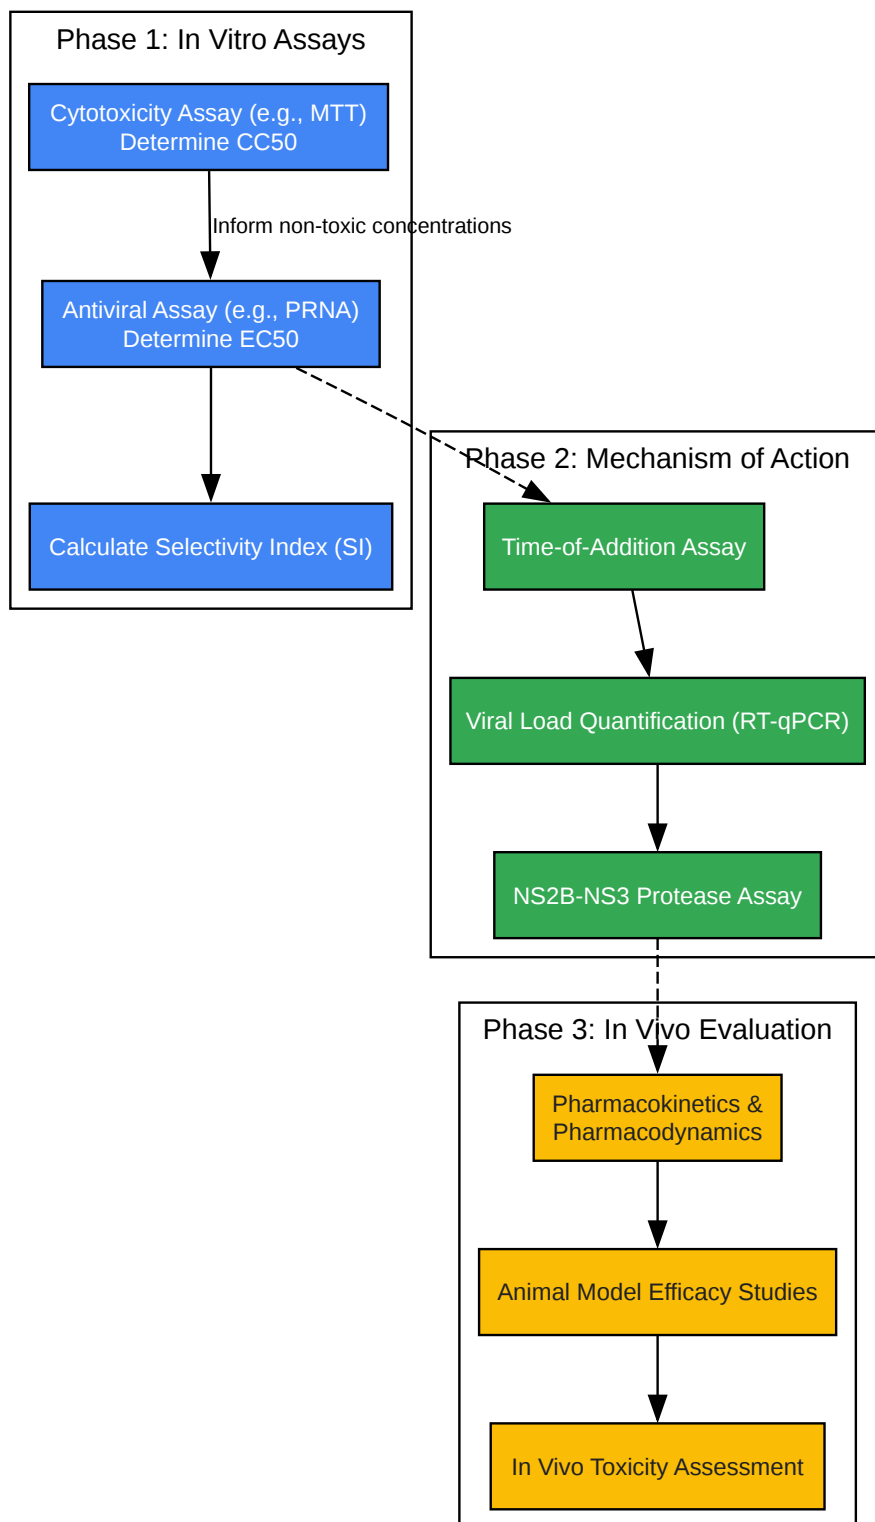 Phase 1: In Vitro Assays
Cytotoxicity Assay (e.g., MTT)
Determine CC50
Inform non-toxic concentrations
Antiviral Assay (e.g., PRNA)
Determine EC50
Calculate Selectivity Index (SI)
Phase 2: Mechanism of Action
Time-of-Addition Assay
Viral Load Quantification (RT-qPCR)
NS2B-NS3 Protease Assay
Phase 3: In Vivo Evaluation
Pharmacokinetics &
Pharmacodynamics
Animal Model Efficacy Studies
In Vivo Toxicity Assessment